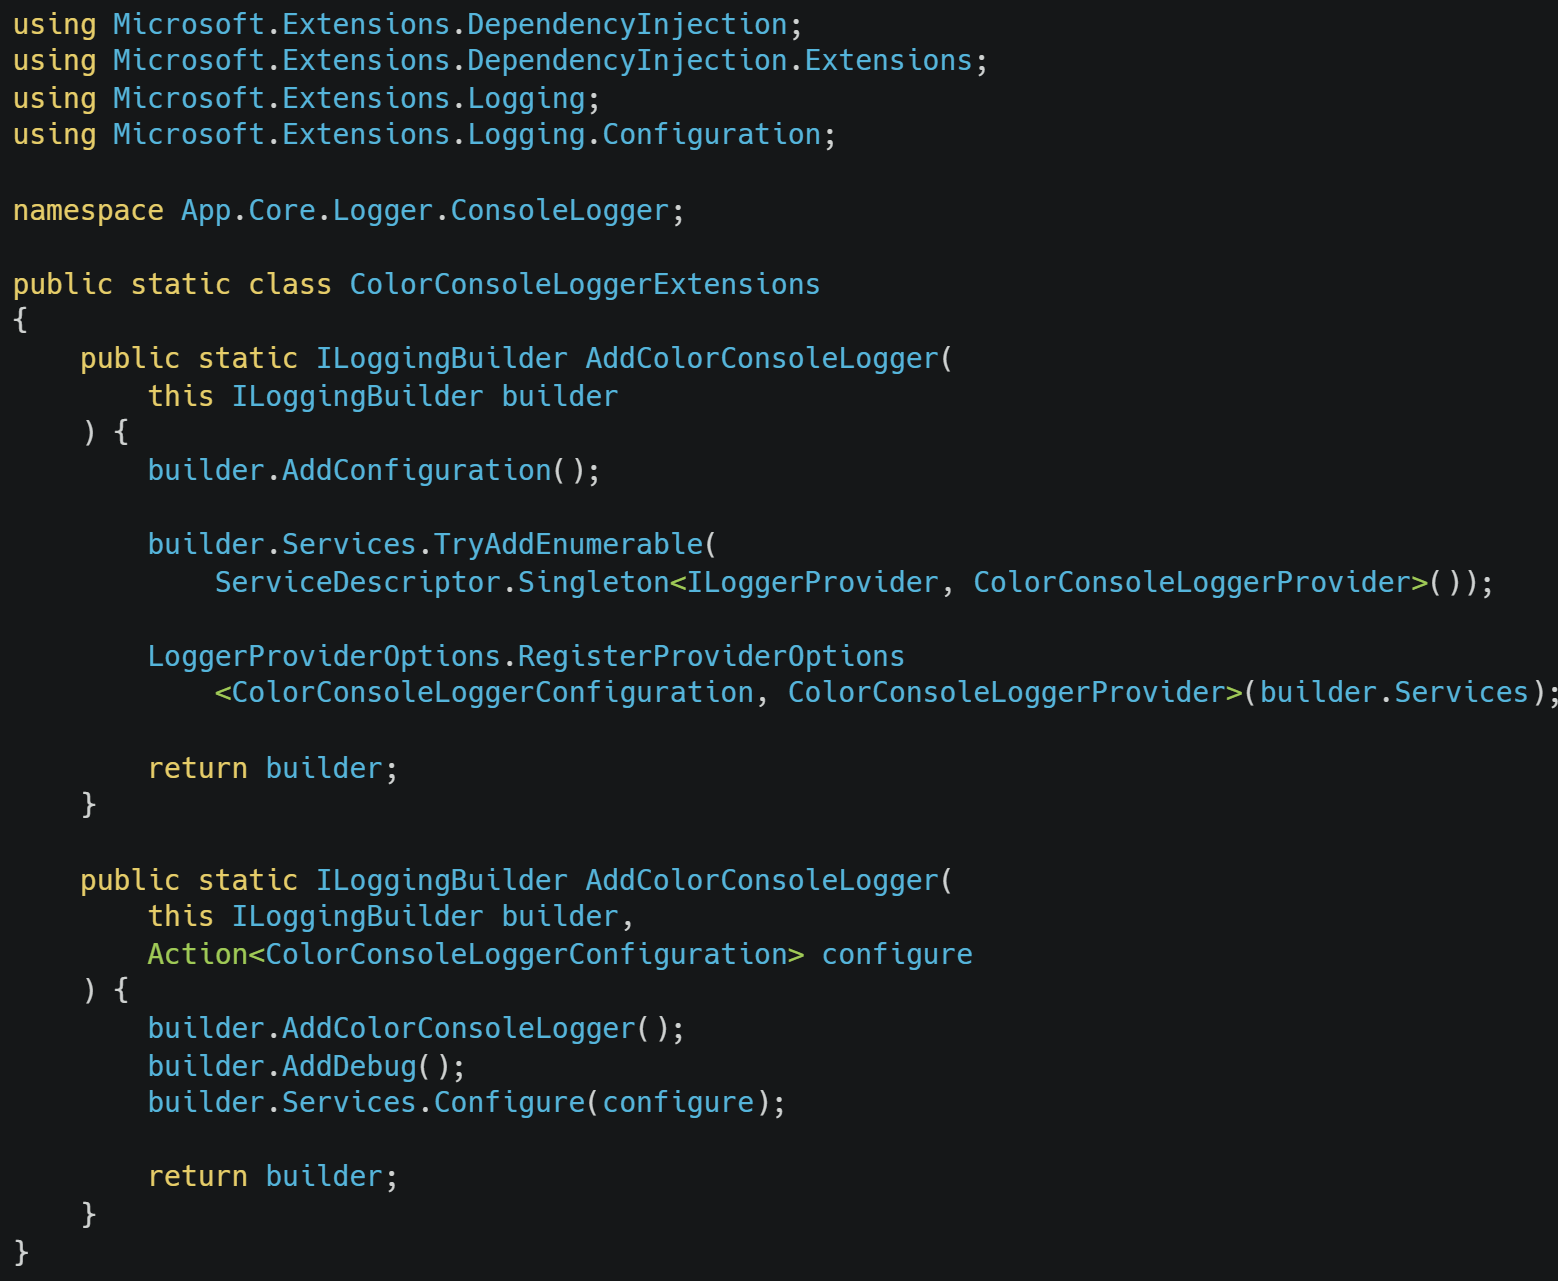 using Microsoft.Extensions.DependencyInjection;
using Microsoft.Extensions.DependencyInjection.Extensions;
using Microsoft.Extensions.Logging;
using Microsoft.Extensions.Logging.Configuration;

namespace App.Core.Logger.ConsoleLogger;

public static class ColorConsoleLoggerExtensions
{
    public static ILoggingBuilder AddColorConsoleLogger(
        this ILoggingBuilder builder
    ) {
        builder.AddConfiguration();

        builder.Services.TryAddEnumerable(
            ServiceDescriptor.Singleton<ILoggerProvider, ColorConsoleLoggerProvider>());

        LoggerProviderOptions.RegisterProviderOptions
            <ColorConsoleLoggerConfiguration, ColorConsoleLoggerProvider>(builder.Services);

        return builder;
    }

    public static ILoggingBuilder AddColorConsoleLogger(
        this ILoggingBuilder builder,
        Action<ColorConsoleLoggerConfiguration> configure
    ) {
        builder.AddColorConsoleLogger();
        builder.AddDebug();
        builder.Services.Configure(configure);

        return builder;
    }
}